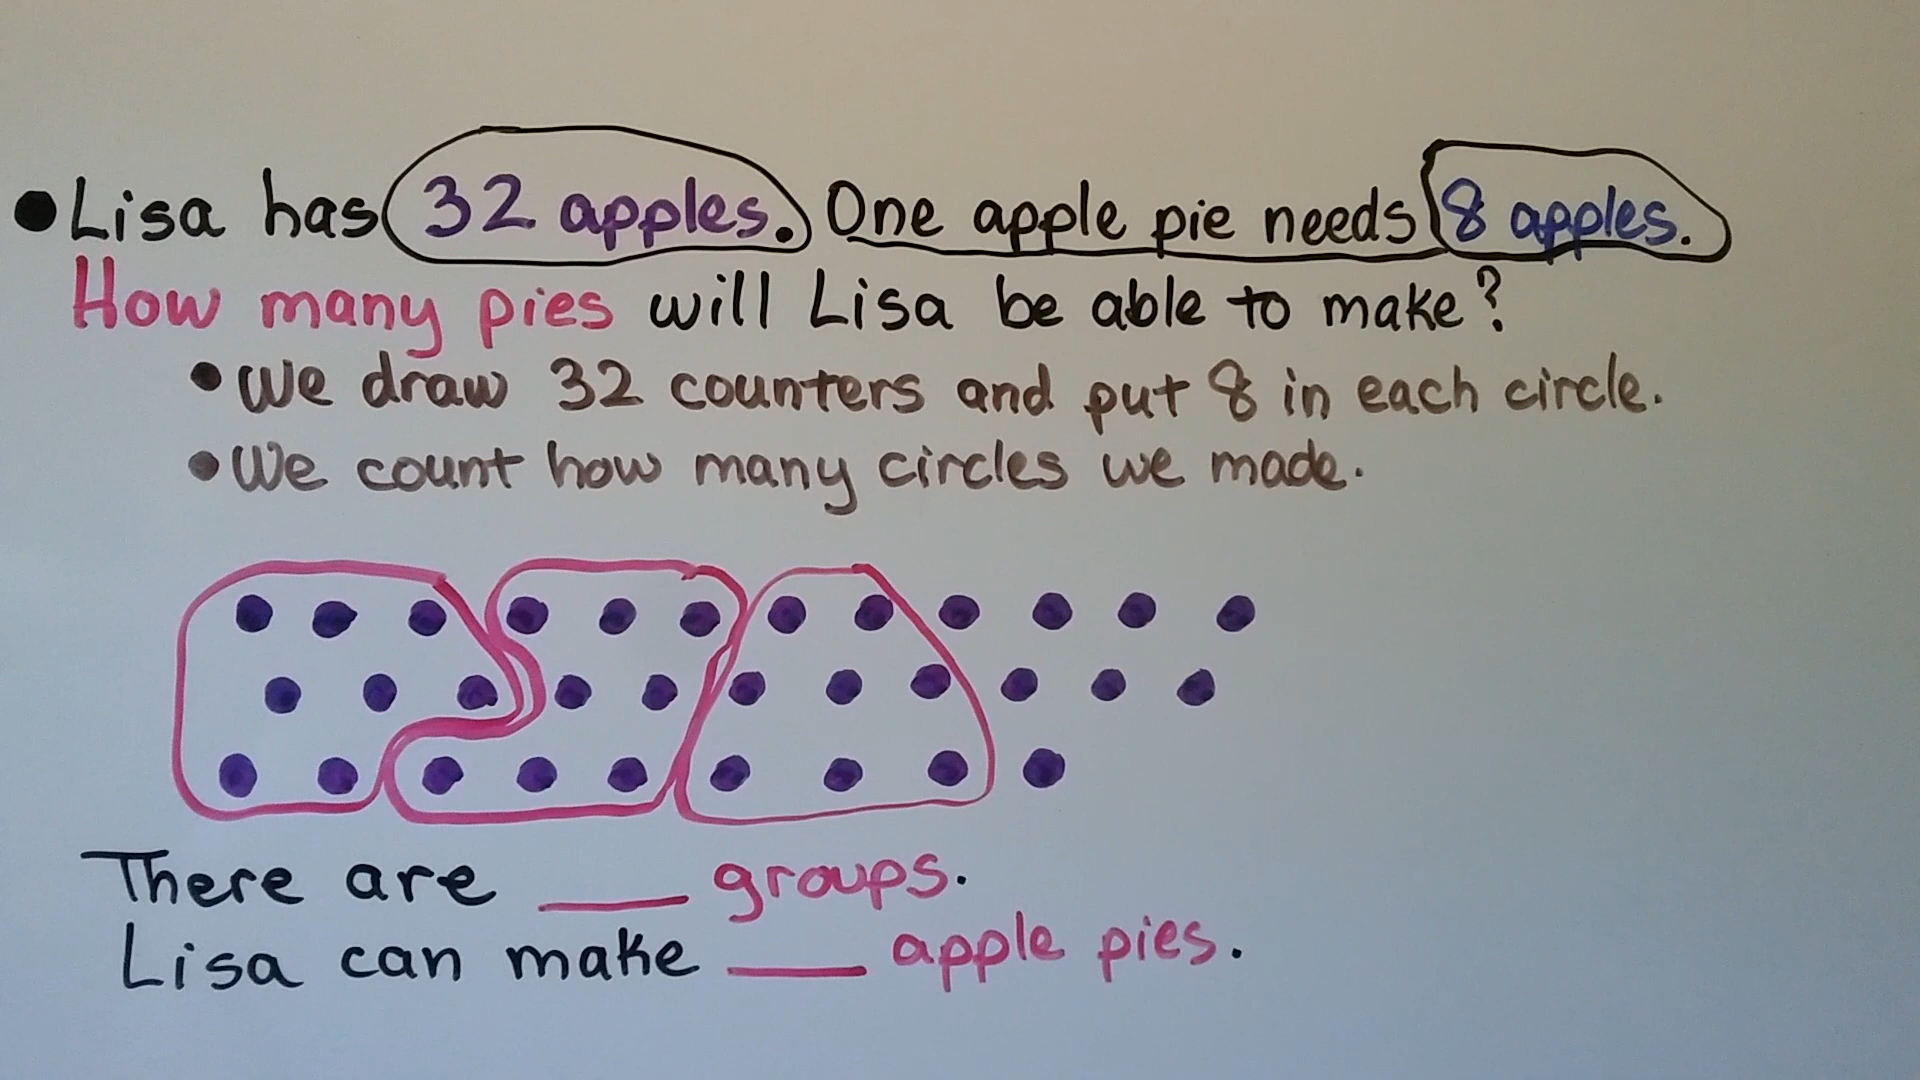 • Lisa has 32 apples. One apple pie needs 8 apples.
How many pies will Lisa be able to make?
• We draw 32 counters and put 8 in each circle.
• We count how many circles we made.
There are ___ groups.
Lisa can make ___ apple pies.